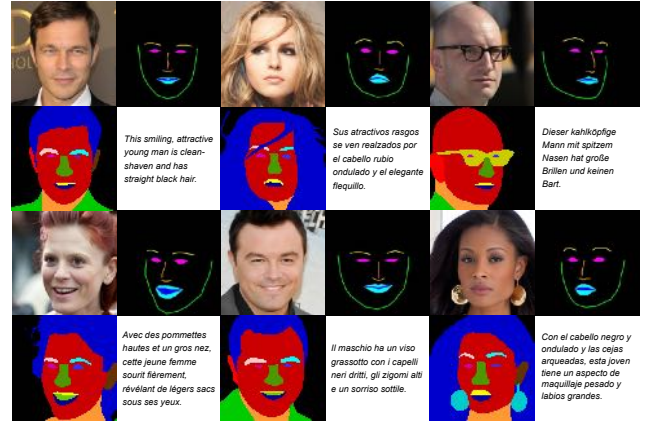 This smiling, attractive
young man is clean-
shaven and has
straight black hair.
Sus atractivos rasgos
se ven realzados por
el cabello rubio
ondulado y el elegante
flequillo.
Dieser kahlköpfige
Mann mit spitzem
Nasen hat große
Brillen und keinen
Bart.
Avec des pommettes
hautes et un gros nez,
cette jeune femme
sourit fièrement,
révélant de légers sacs
sous ses yeux.
Il maschio ha un viso
grassotto con i capelli
neri dritti, gli zigomi alti
e un sorriso sottile.
Con el cabello negro y
ondulado y las cejas
arqueadas, esta joven
tiene un aspecto de
maquillaje pesado y
labios grandes.